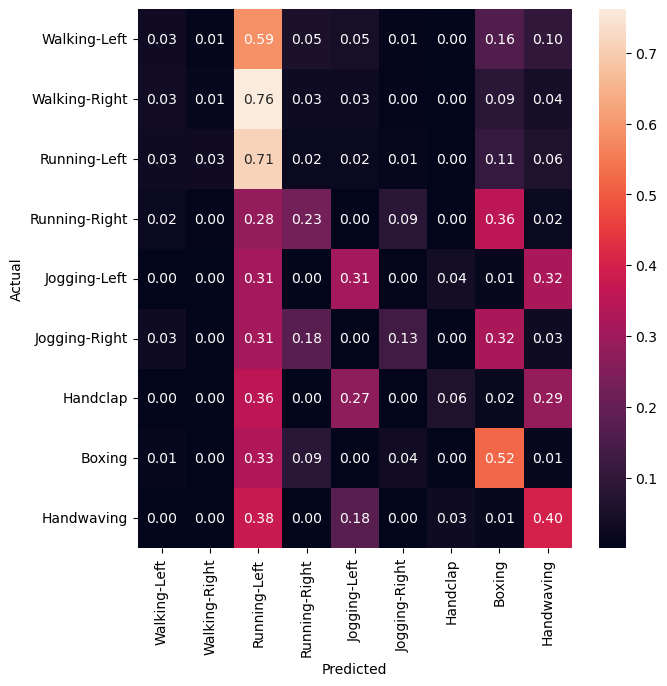 Walking-Left 0.03 0.01 0.59 0.05 0.05 0.01 0.00 0.16 0.10
Walking-Right 0.03 0.01 0.76 0.03 0.03 0.00 0.00 0.09 0.04
Running-Left 0.03 0.03 0.71 0.02 0.02 0.01 0.00 0.11 0.06
Running-Right 0.02 0.00 0.28 0.23 0.00 0.09 0.00 0.36 0.02
Jogging-Left 0.00 0.00 0.31 0.00 0.31 0.00 0.04 0.01 0.32
Jogging-Right 0.03 0.00 0.31 0.18 0.00 0.13 0.00 0.32 0.03
Handclap 0.00 0.00 0.36 0.00 0.27 0.00 0.06 0.02 0.29
Boxing 0.01 0.00 0.33 0.09 0.00 0.04 0.00 0.52 0.01
Handwaving 0.00 0.00 0.38 0.00 0.18 0.00 0.03 0.01 0.40
Actual
Walking-Left
Walking-Right
Running-Left
Running-Right
Jogging-Left
Jogging-Right
Handclap
Boxing
Handwaving
Predicted
0.7
0.6
0.5
0.4
0.3
0.2
0.1